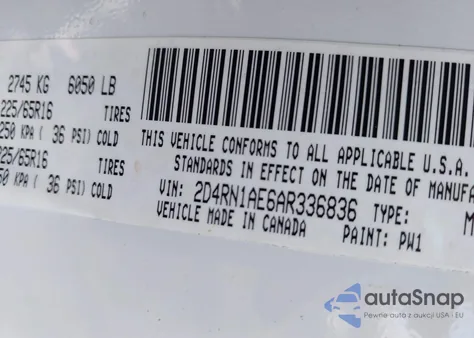 2745 KG 6050 LB
225/65R16 TIRES
250 KPA( 36 PSI) COLD
225/65R16 TIRES
250 KPA( 36 PSI) COLD
THIS VEHICLE CONFORMS TO ALL APPLICABLE U.S.A.
STANDARDS IN EFFECT ON THE DATE OF MANUFA
VIN: 2D4RN1AE6AR336836 TYPE: M
VEHICLE MADE IN CANADA PAINT: PW1
autoSnap
Pewne auta z aukcji USA i EU